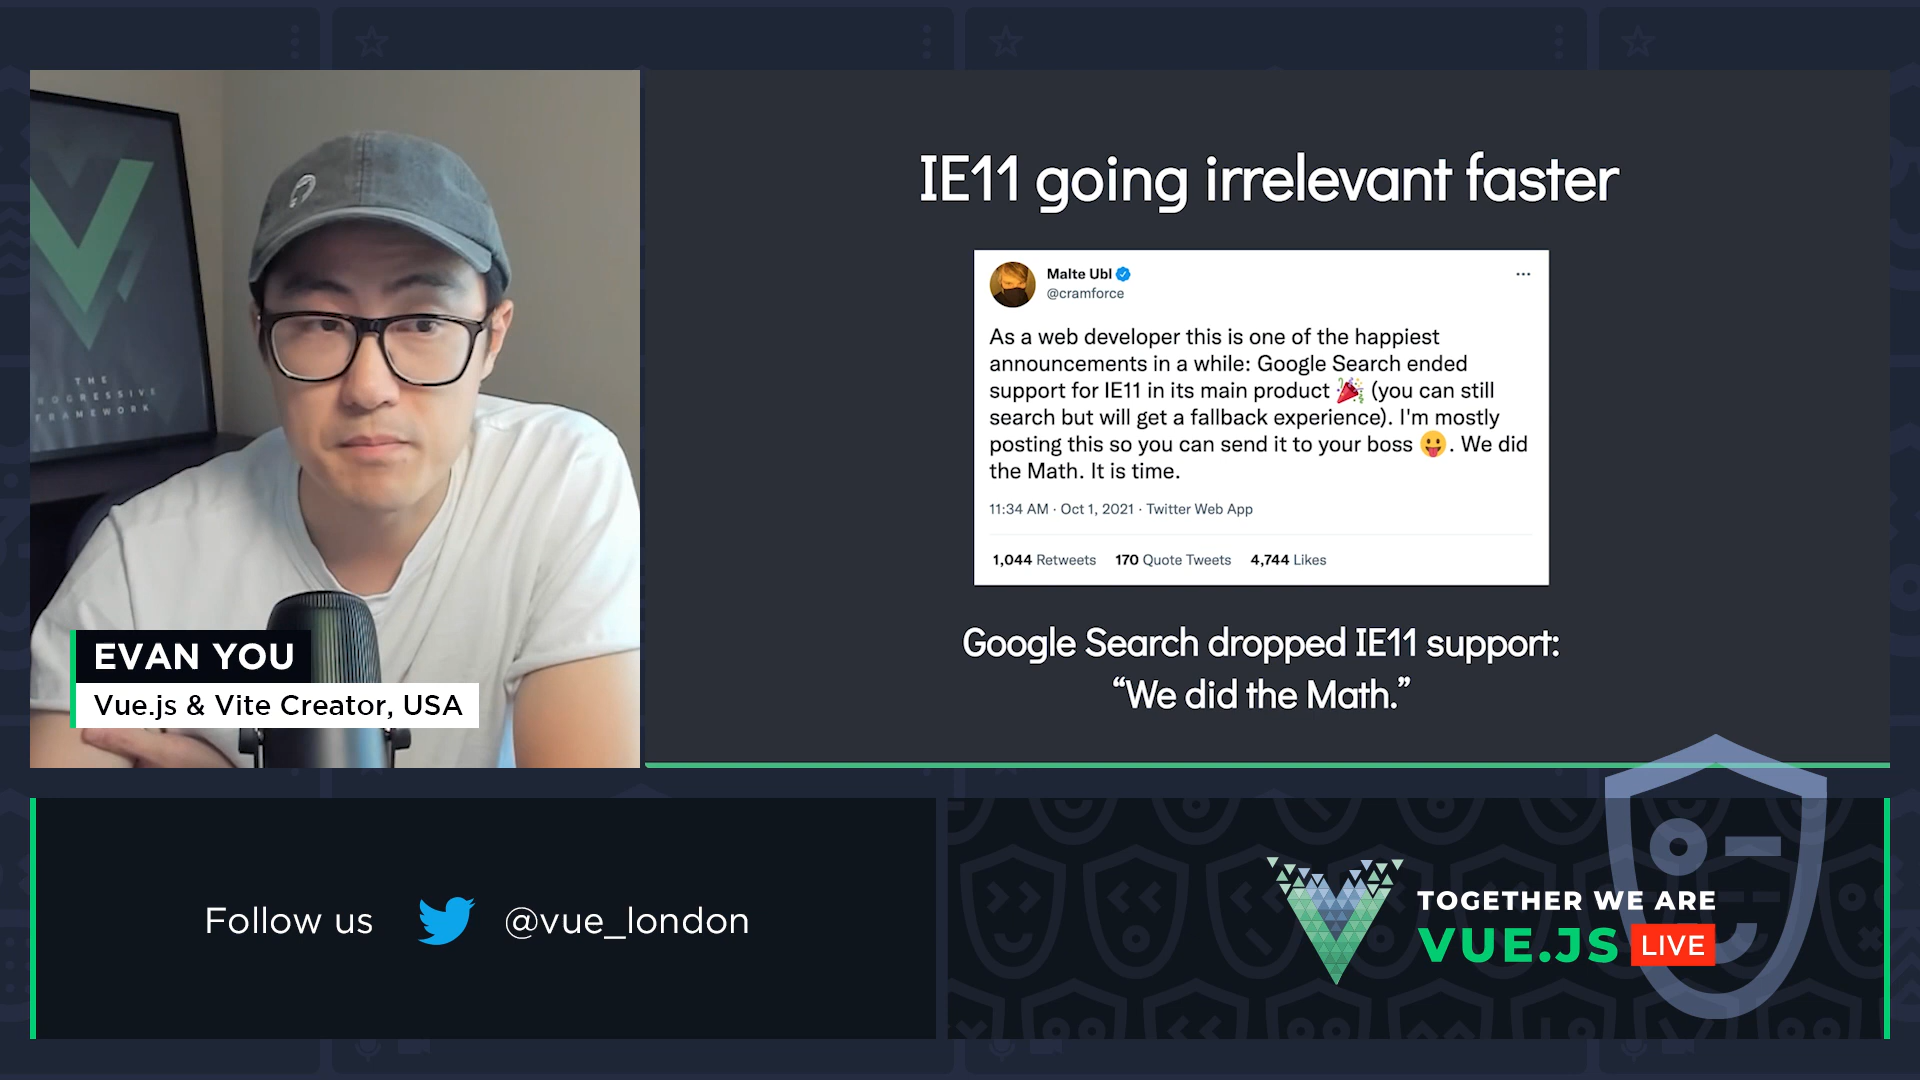 THE
PROGRESSIVE
FRAMEWORK
EVAN YOU
Vue.js & Vite Creator, USA
IE11 going irrelevant faster
Malte Ubl
@cramforce
As a web developer this is one of the happiest
announcements in a while: Google Search ended
support for IE11 in its main product 🎉 (you can still
search but will get a fallback experience). I'm mostly
posting this so you can send it to your boss 😛. We did
the Math. It is time.
11:34 AM · Oct 1, 2021 · Twitter Web App
1,044 Retweets 170 Quote Tweets 4,744 Likes
Google Search dropped IE11 support:
“We did the Math.”
Follow us @vue_london
TOGETHER WE ARE
VUE.JS LIVE